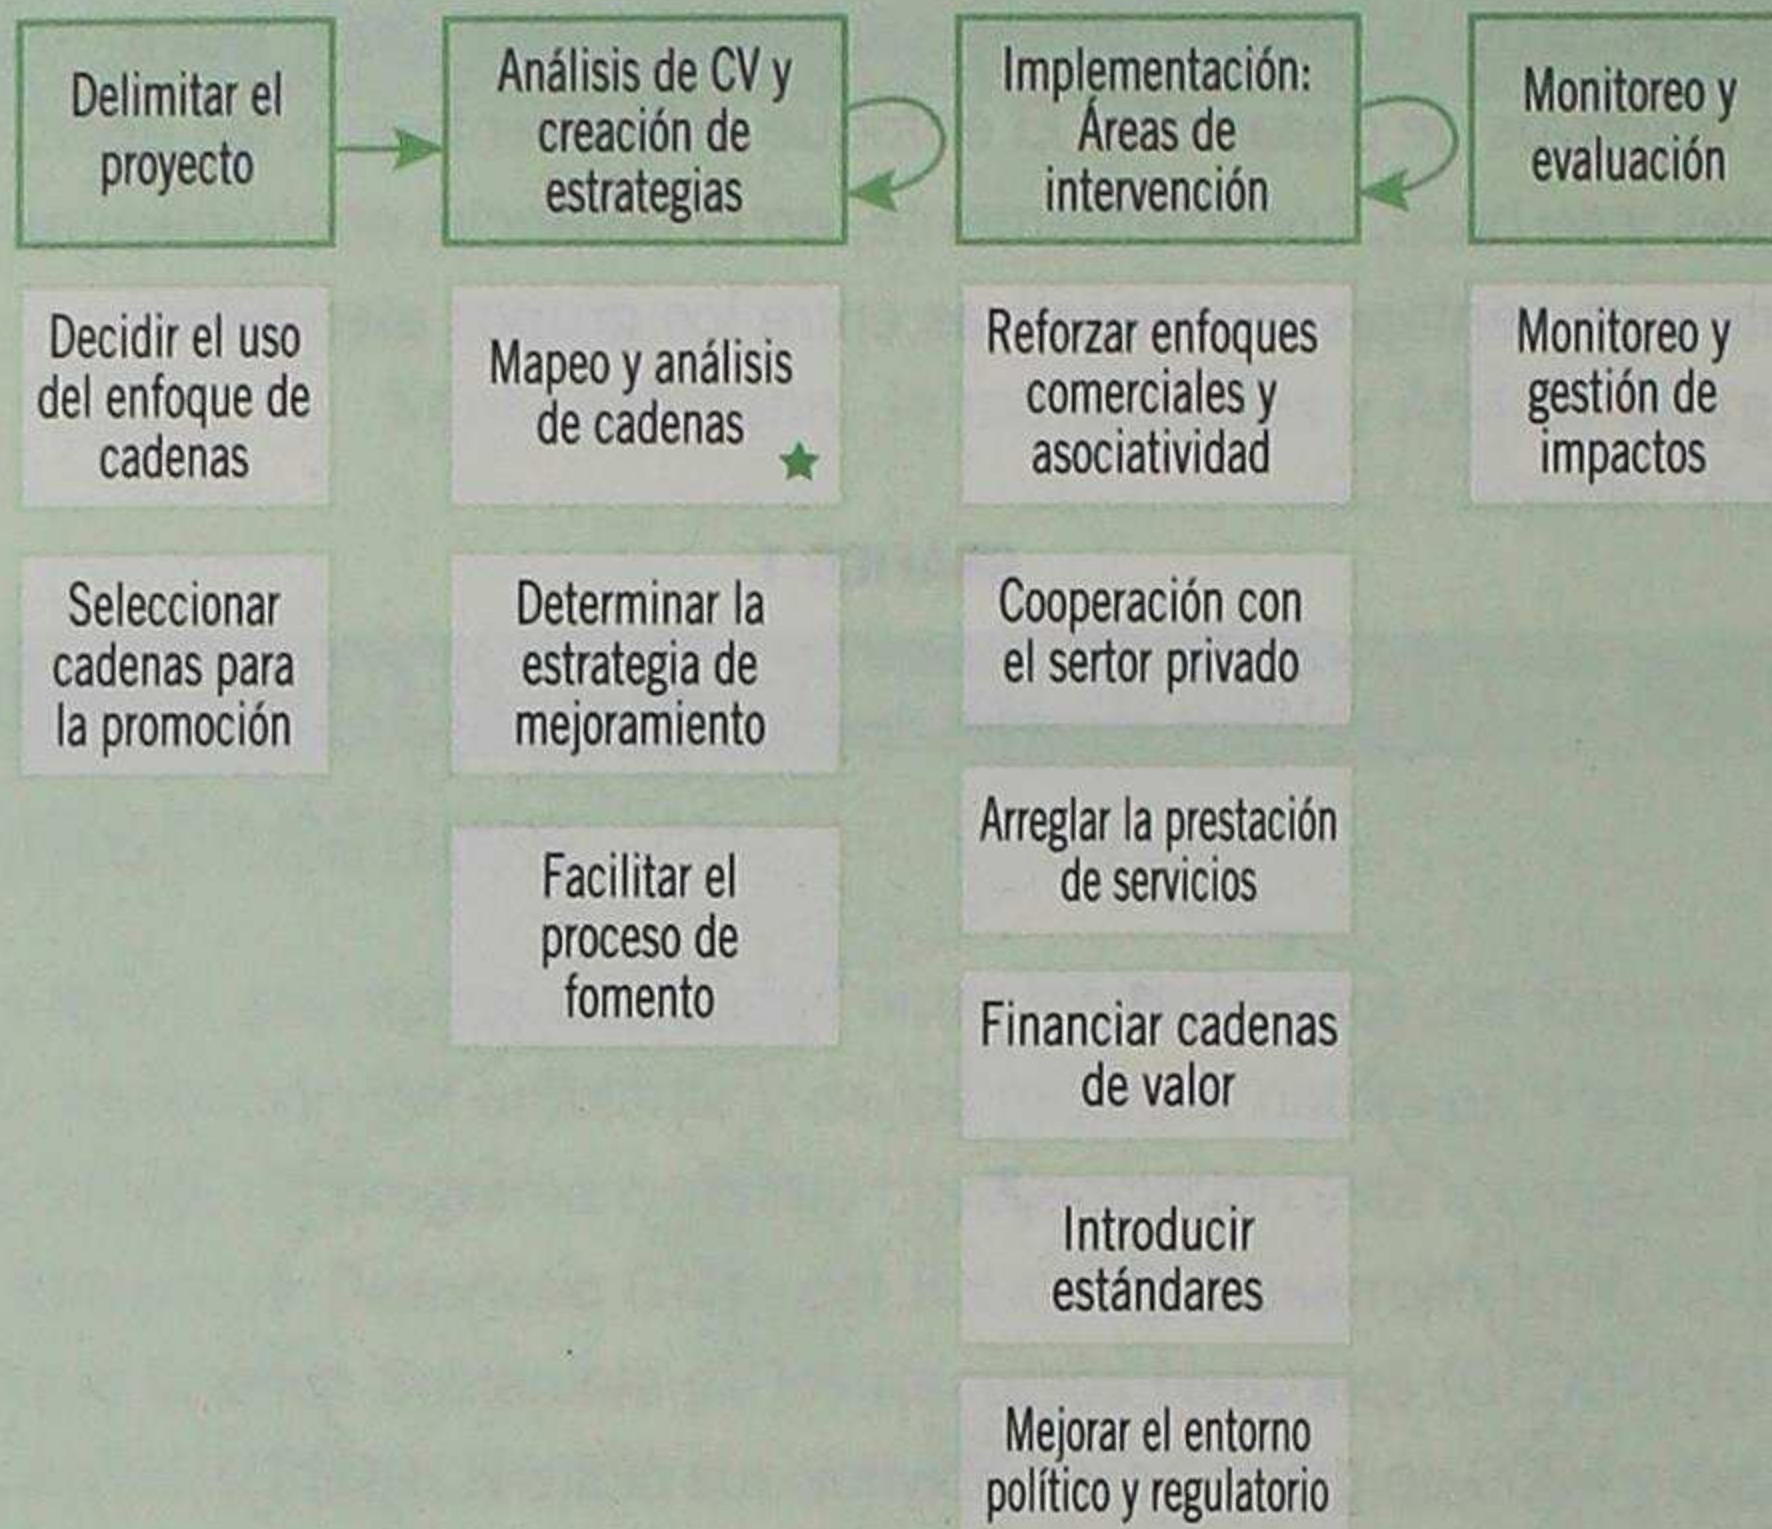 Delimitar el
proyecto
Análisis de CV y
creación de
estrategias
Implementación:
Áreas de
intervención
Monitoreo y
evaluación
Decidir el uso
del enfoque de
cadenas
Seleccionar
cadenas para
la promoción
Mapeo y análisis
de cadenas
Determinar la
estrategia de
mejoramiento
Facilitar el
proceso de
fomento
Reforzar enfoques
comerciales y
asociatividad
Cooperación con
el sertor privado
Arreglar la prestación
de servicios
Financiar cadenas
de valor
Introducir
estándares
Mejorar el entorno
político y regulatorio
Monitoreo y
gestión de
impactos